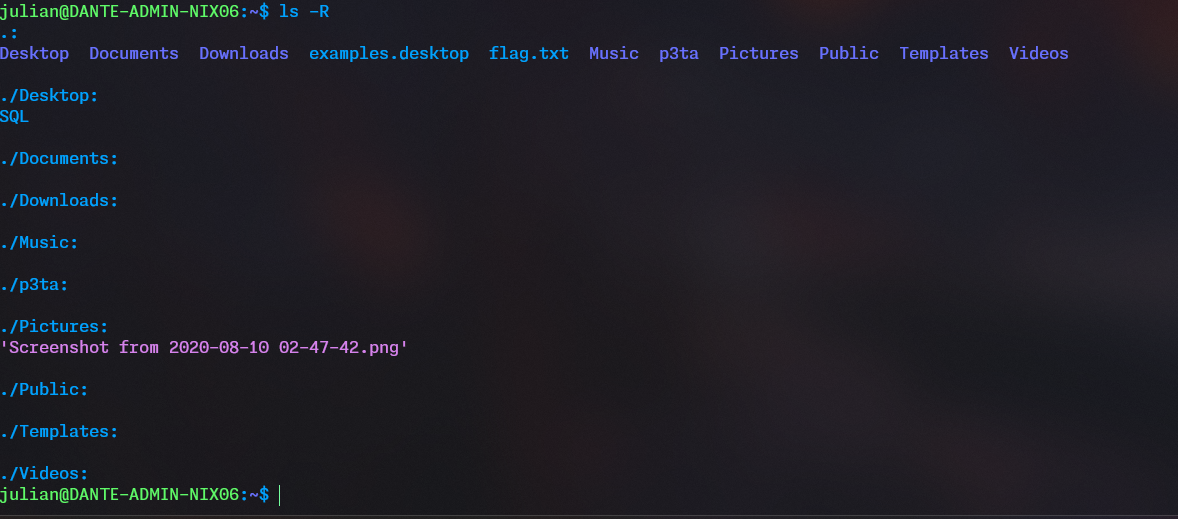 julian@DANTE-ADMIN-NIX06:~$ ls -R
.:
Desktop  Documents  Downloads  examples.desktop  flag.txt  Music  p3ta  Pictures  Public  Templates  Videos
./Desktop:
SQL
./Documents:
./Downloads:
./Music:
./p3ta:
./Pictures:
'Screenshot from 2020-08-10 02-47-42.png'
./Public:
./Templates:
./Videos:
julian@DANTE-ADMIN-NIX06:~$